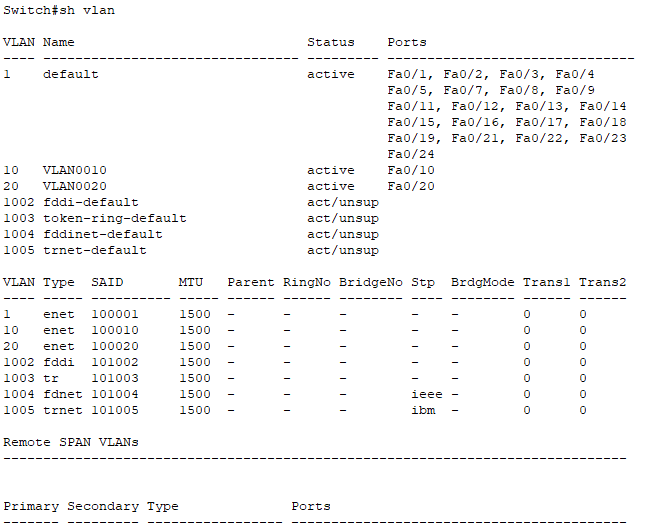 Switch#sh vlan
VLAN Name                             Status    Ports
---- -------------------------------- --------- -------------------------------
1    default                          active    Fa0/1, Fa0/2, Fa0/3, Fa0/4
                                                Fa0/5, Fa0/7, Fa0/8, Fa0/9
                                                Fa0/11, Fa0/12, Fa0/13, Fa0/14
                                                Fa0/15, Fa0/16, Fa0/17, Fa0/18
                                                Fa0/19, Fa0/21, Fa0/22, Fa0/23
                                                Fa0/24
10   VLAN0010                         active    Fa0/10
20   VLAN0020                         active    Fa0/20
1002 fddi-default                     act/unsup
1003 token-ring-default               act/unsup
1004 fddinet-default                  act/unsup
1005 trnet-default                    act/unsup
VLAN Type  SAID       MTU   Parent RingNo BridgeNo Stp  BrdgMode Trans1 Trans2
---- ----- ---------- ----- ------ ------ -------- ---- -------- ------ ------
1    enet  100001     1500  -      -      -        -    -        0      0
10   enet  100010     1500  -      -      -        -    -        0      0
20   enet  100020     1500  -      -      -        -    -        0      0
1002 fddi  101002     1500  -      -      -        -    -        0      0
1003 tr    101003     1500  -      -      -        -    -        0      0
1004 fdnet 101004     1500  -      -      -        ieee -        0      0
1005 trnet 101005     1500  -      -      -        ibm  -        0      0
Remote SPAN VLANs
------------------------------------------------------------------------------
Primary Secondary Type              Ports
------- --------- ----------------- ------------------------------------------